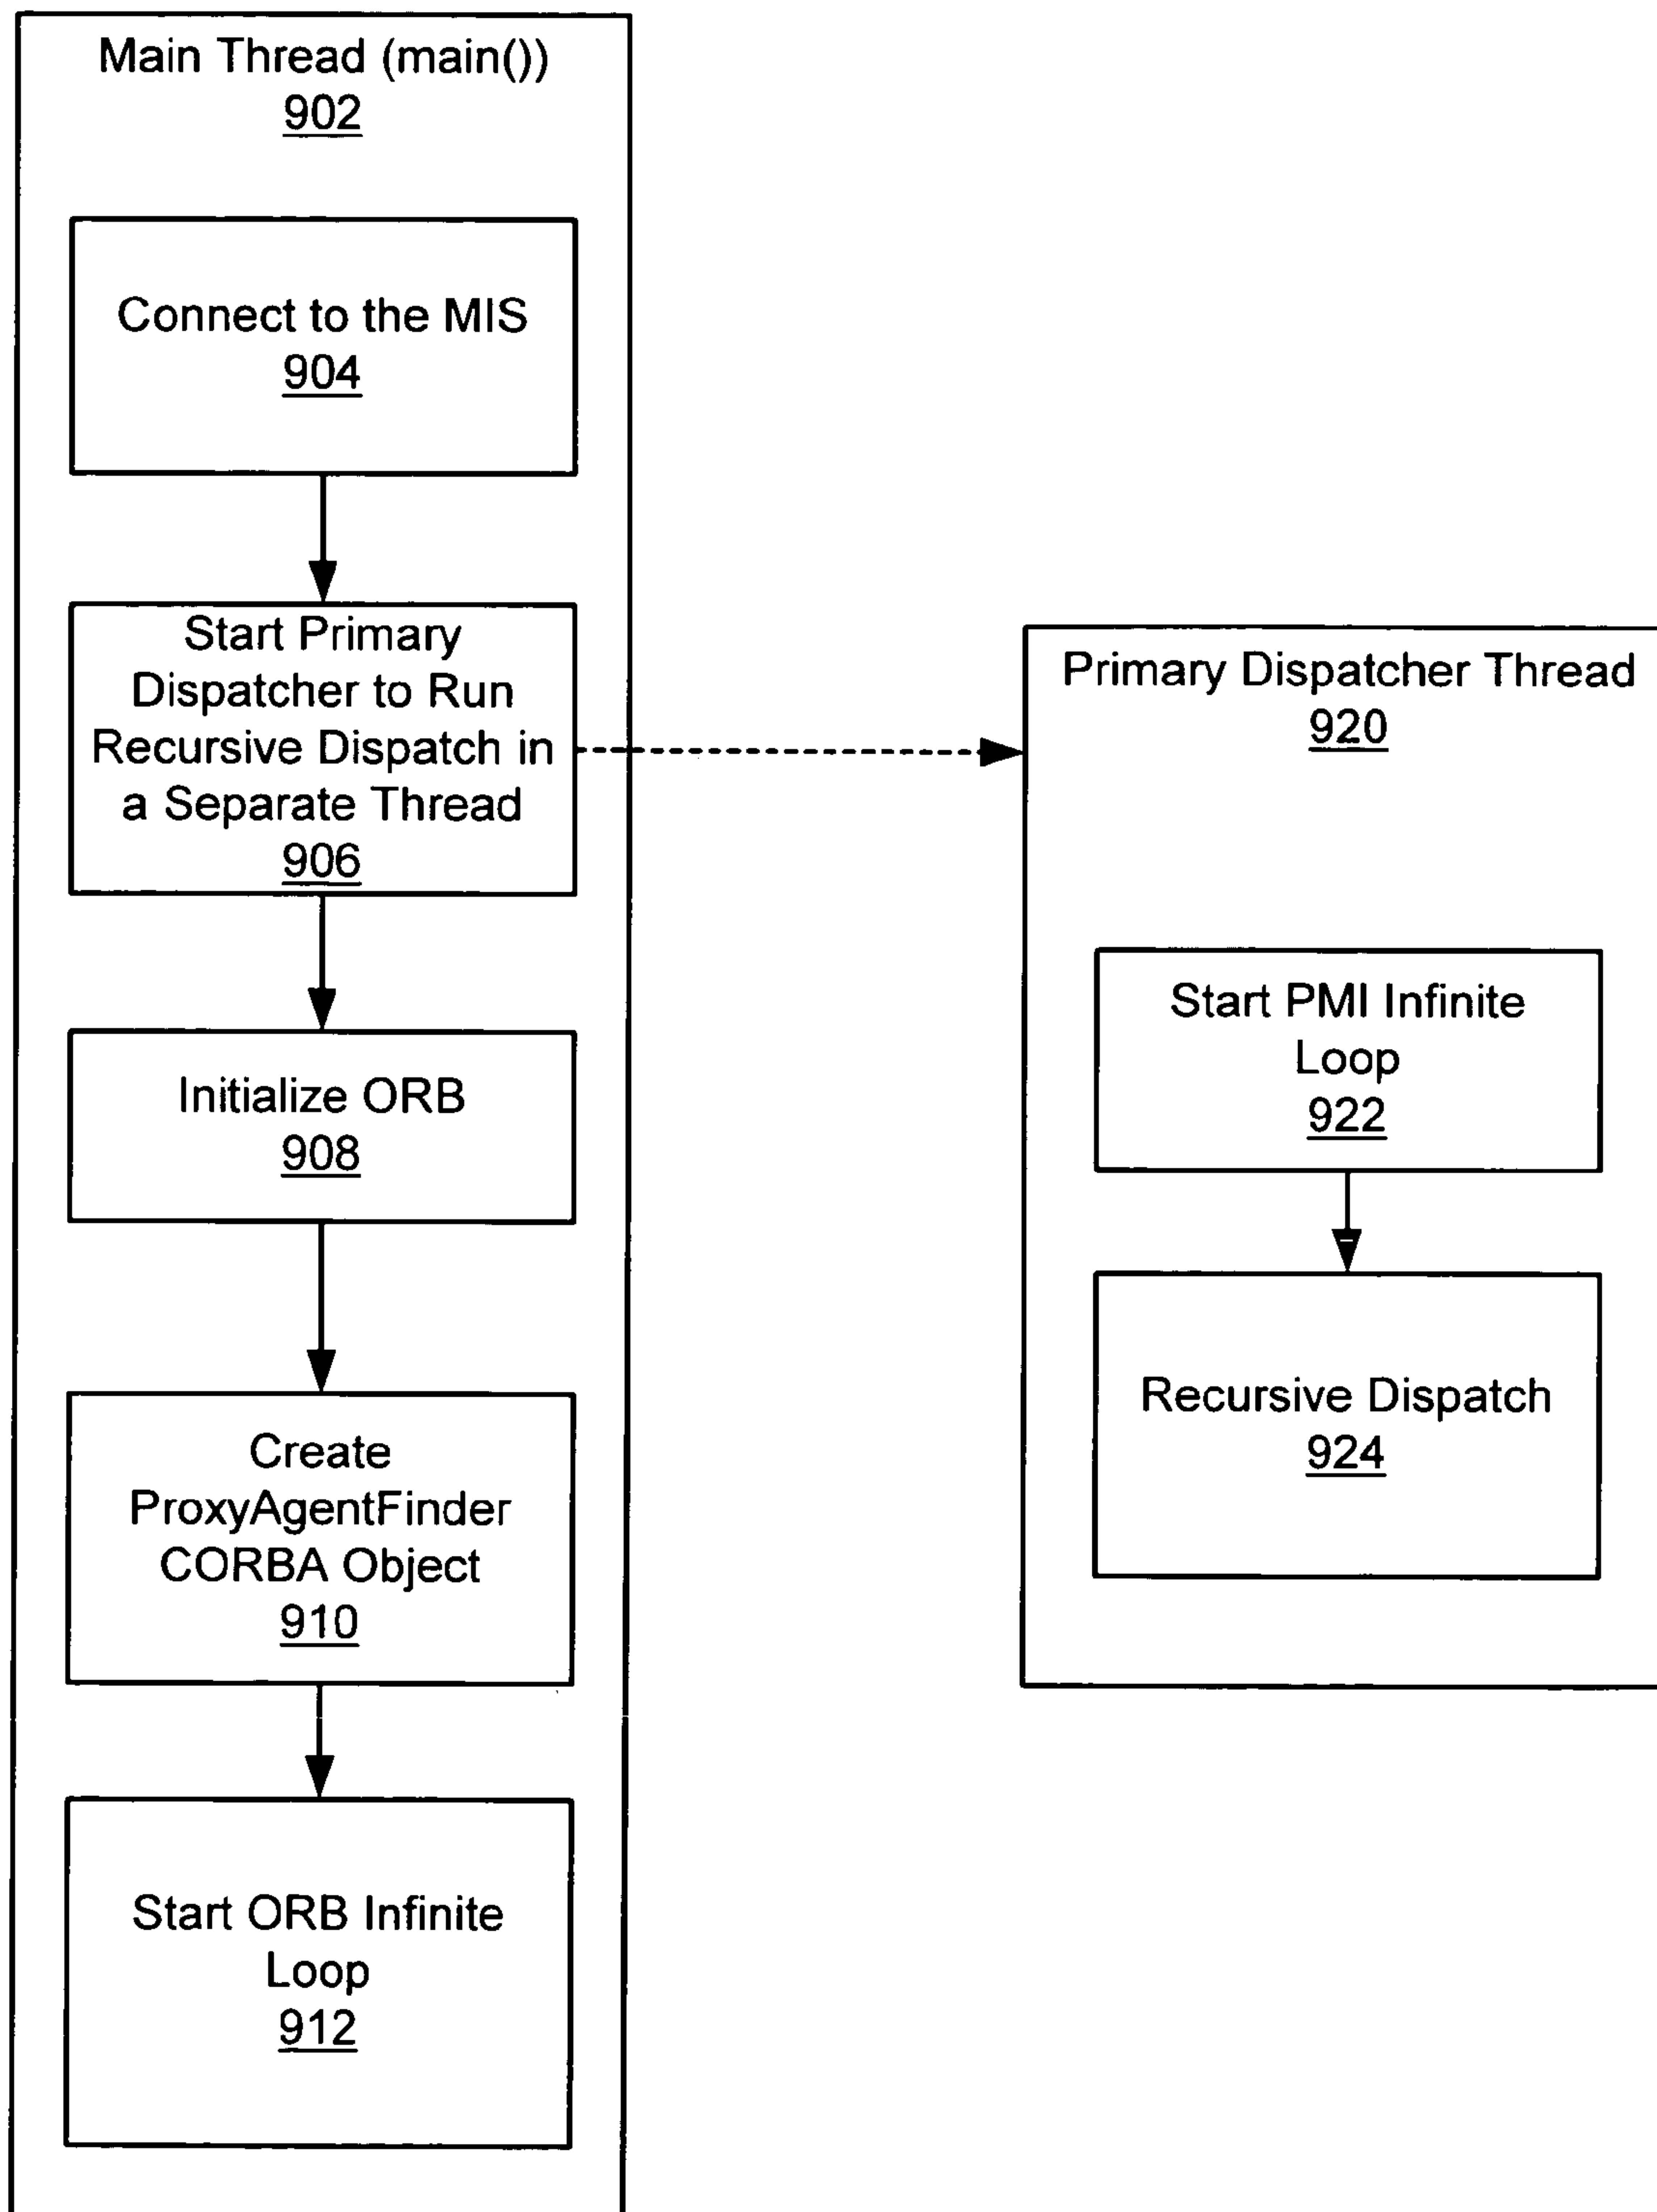 Main Thread (main())
902
Connect to the MIS
904
Start Primary
Dispatcher to Run
Recursive Dispatch in
a Separate Thread
906
Initialize ORB
908
Create
ProxyAgentFinder
CORBA Object
910
Start ORB Infinite
Loop
912
Primary Dispatcher Thread
920
Start PMI Infinite
Loop
922
Recursive Dispatch
924